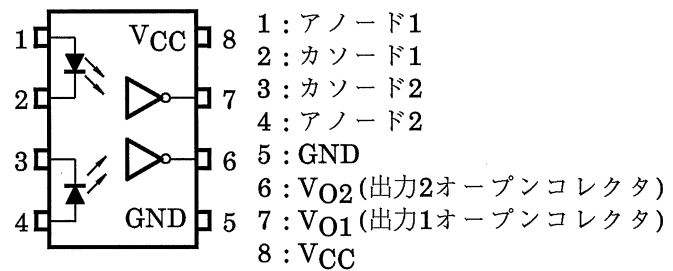 1
2
3
4
VCC
GND
8
7
6
5
1 : アノード1
2 : カソード1
3 : カソード2
4 : アノード2
5 : GND
6 : VO2 (出力2オープンコレクタ)
7 : VO1 (出力1オープンコレクタ)
8 : VCC